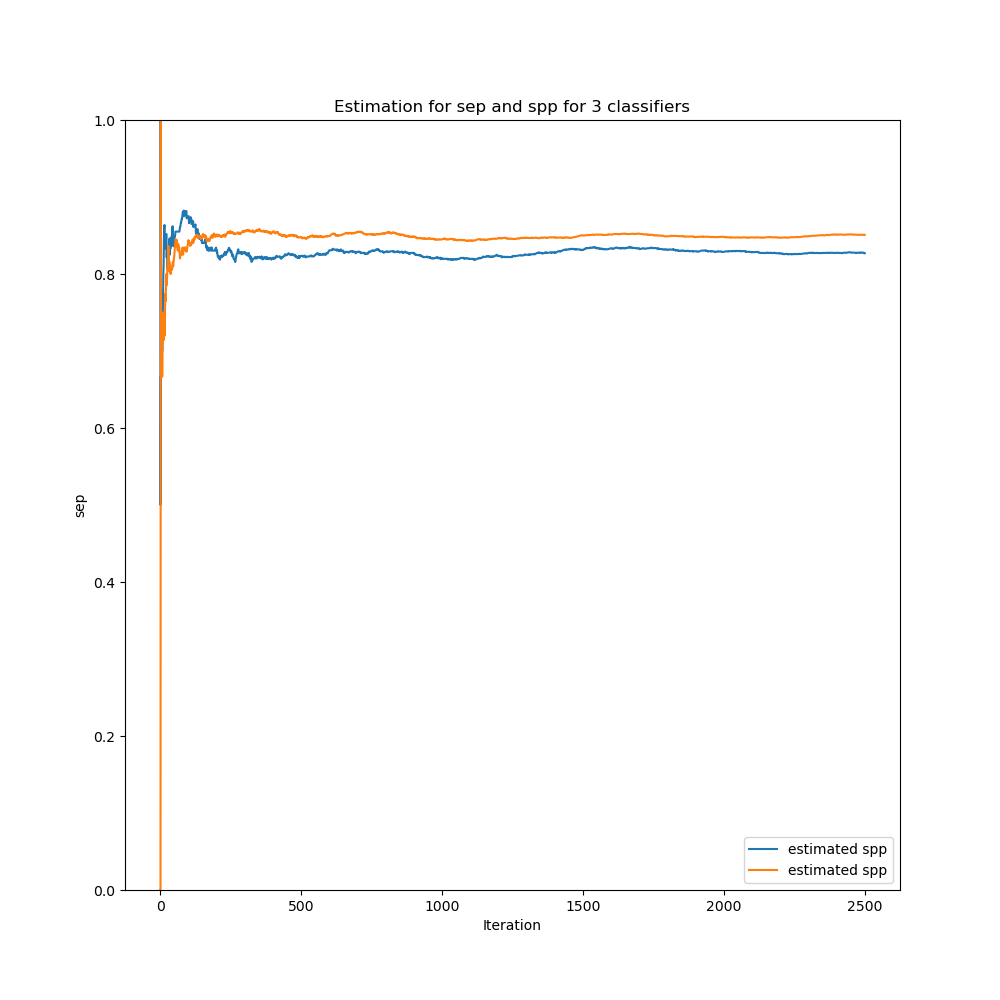 Estimation for sep and spp for 3 classifiers
1.0
0.8
0.6
0.4
0.2
0.0
sep
0 500 1000 1500 2000 2500
Iteration
estimated spp
estimated spp